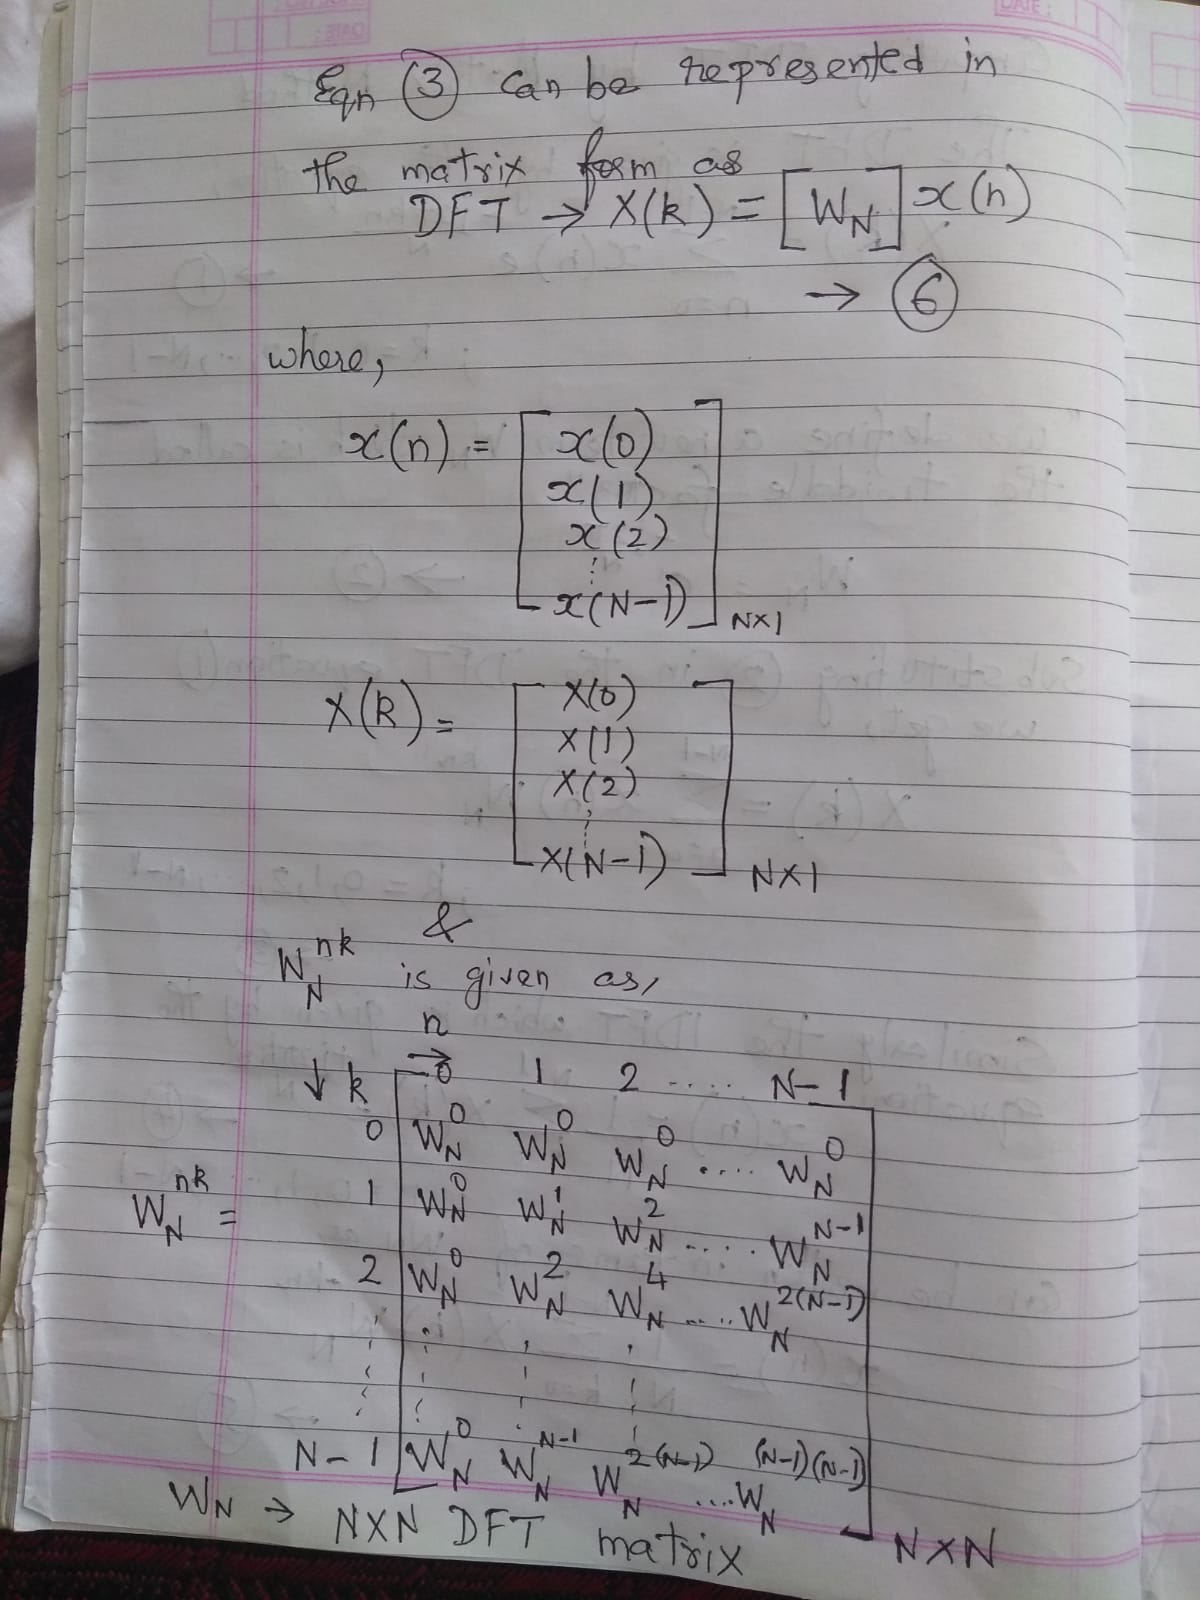 Eqn (3) can be represented in
the matrix form as
DFT → X(k) = [W_N] x(n)
→ (6)
where,
x(n) = [x(0)
x(1)
x(2)
⋮
x(N-1)] N×1
X(k) = [X(0)
X(1)
X(2)
⋮
X(N-1)] N×1
&
W_N^nk is given as,
n
→
↓ k 0 1 2 .... N-1
0 W_N^0 W_N^0 W_N^0 .... W_N^0
W_N^nk = 1 W_N^0 W_N^1 W_N^2 .... W_N^N-1
2 W_N^0 W_N^2 W_N^4 .... W_N^2(N-1)
⋮ ⋮ ⋮ ⋮
N-1 W_N^0 W_N^N-1 W_N^2(N-1) ... W_N^(N-1)(N-1) N×N
W_N → N×N DFT matrix